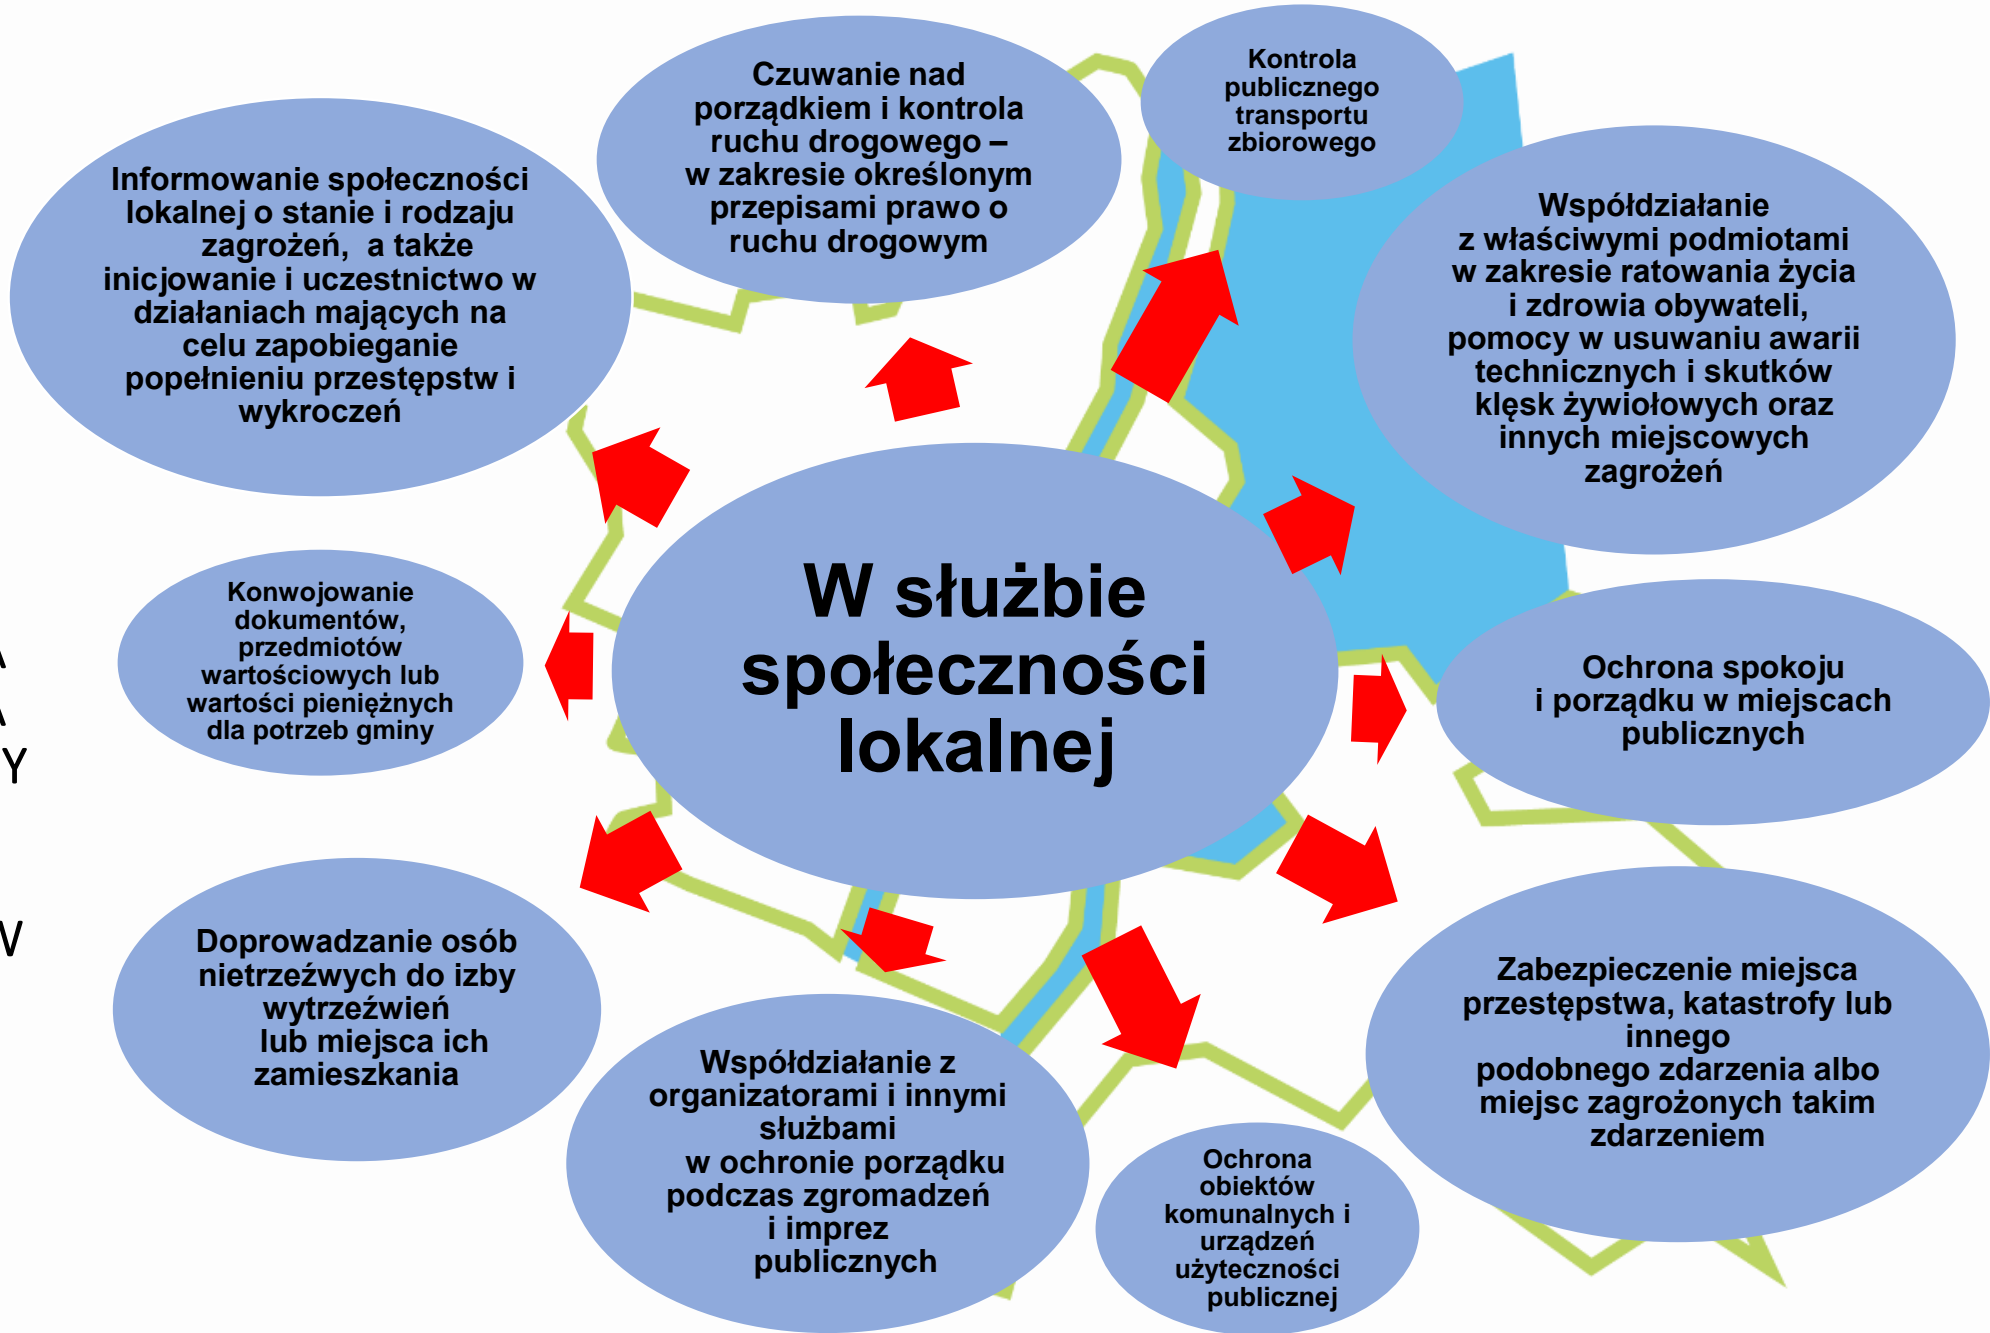 Czuwanie nad
porządkiem i kontrola
ruchu drogowego –
w zakresie określonym
przepisami prawo o
ruchu drogowym
Kontrola
publicznego
transportu
zbiorowego
Informowanie społeczności
lokalnej o stanie i rodzaju
zagrożeń, a także
inicjowanie i uczestnictwo w
działaniach mających na
celu zapobieganie
popełnieniu przestępstw i
wykroczeń
Współdziałanie
z właściwymi podmiotami
w zakresie ratowania życia
i zdrowia obywateli,
pomocy w usuwaniu awarii
technicznych i skutków
klęsk żywiołowych oraz
innych miejscowych
zagrożeń
W służbie
społeczności
lokalnej
Konwojowanie
dokumentów,
przedmiotów
wartościowych lub
wartości pieniężnych
dla potrzeb gminy
Ochrona spokoju
i porządku w miejscach
publicznych
A
A
Y
W
Doprowadzanie osób
nietrzeźwych do izby
wytrzeźwień
lub miejsca ich
zamieszkania
Współdziałanie z
organizatorami i innymi
służbami
w ochronie porządku
podczas zgromadzeń
i imprez
publicznych
Ochrona
obiektów
komunalnych i
urządzeń
użyteczności
publicznej
Zabezpieczenie miejsca
przestępstwa, katastrofy lub
innego
podobnego zdarzenia albo
miejsc zagrożonych takim
zdarzeniem